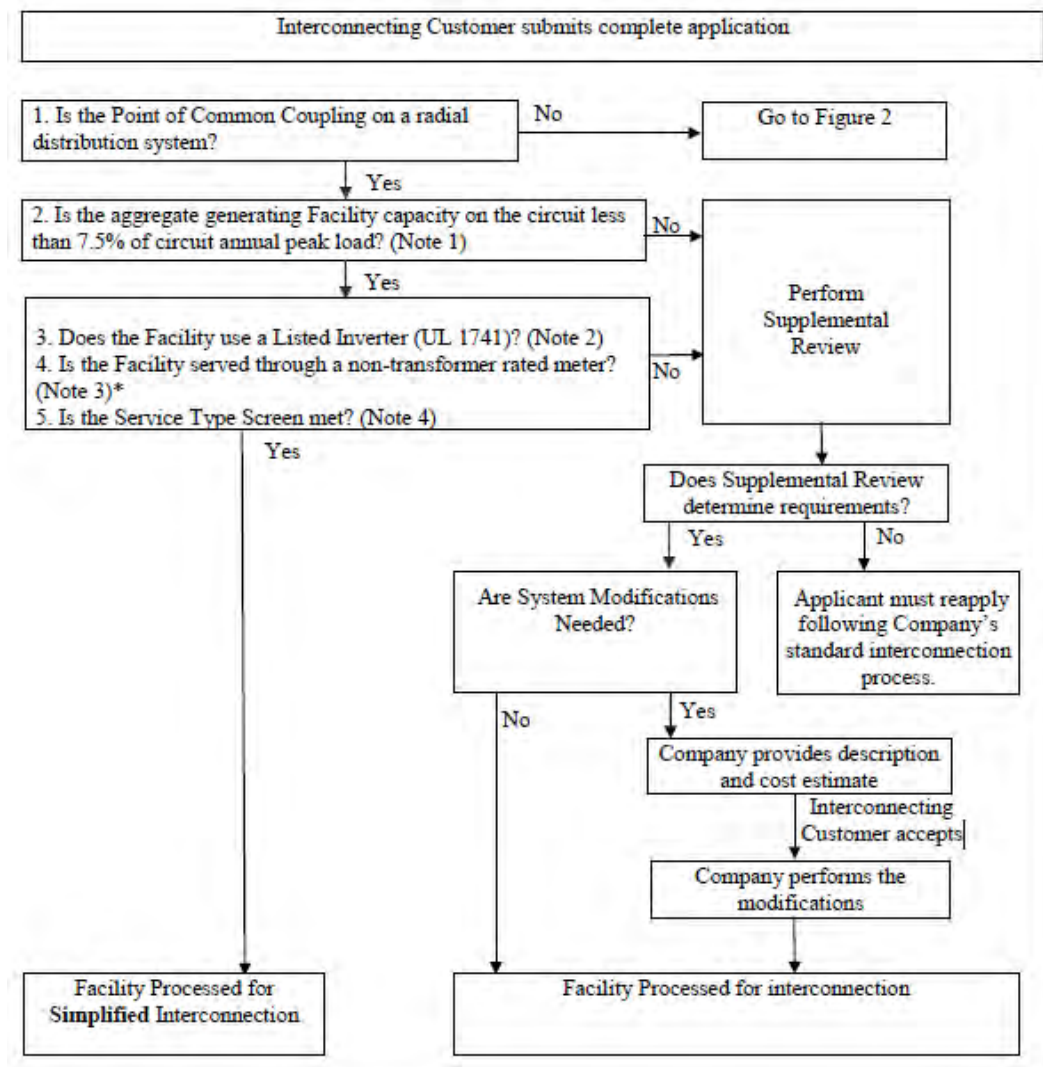 Interconnecting Customer submits complete application
1. Is the Point of Common Coupling on a radial
distribution system?
No
Go to Figure 2
Yes
2. Is the aggregate generating Facility capacity on the circuit less
than 7.5% of circuit annual peak load? (Note 1)
No
Yes
Perform
Supplemental
Review
3. Does the Facility use a Listed Inverter (UL 1741)? (Note 2)
4. Is the Facility served through a non-transformer rated meter?
(Note 3)*
5. Is the Service Type Screen met? (Note 4)
No
Yes
Does Supplemental Review
determine requirements?
Yes
No
Are System Modifications
Needed?
Applicant must reapply
following Company’s
standard interconnection
process.
No
Yes
Company provides description
and cost estimate
Interconnecting
Customer accepts
Company performs the
modifications
Facility Processed for
Simplified Interconnection
Facility Processed for interconnection